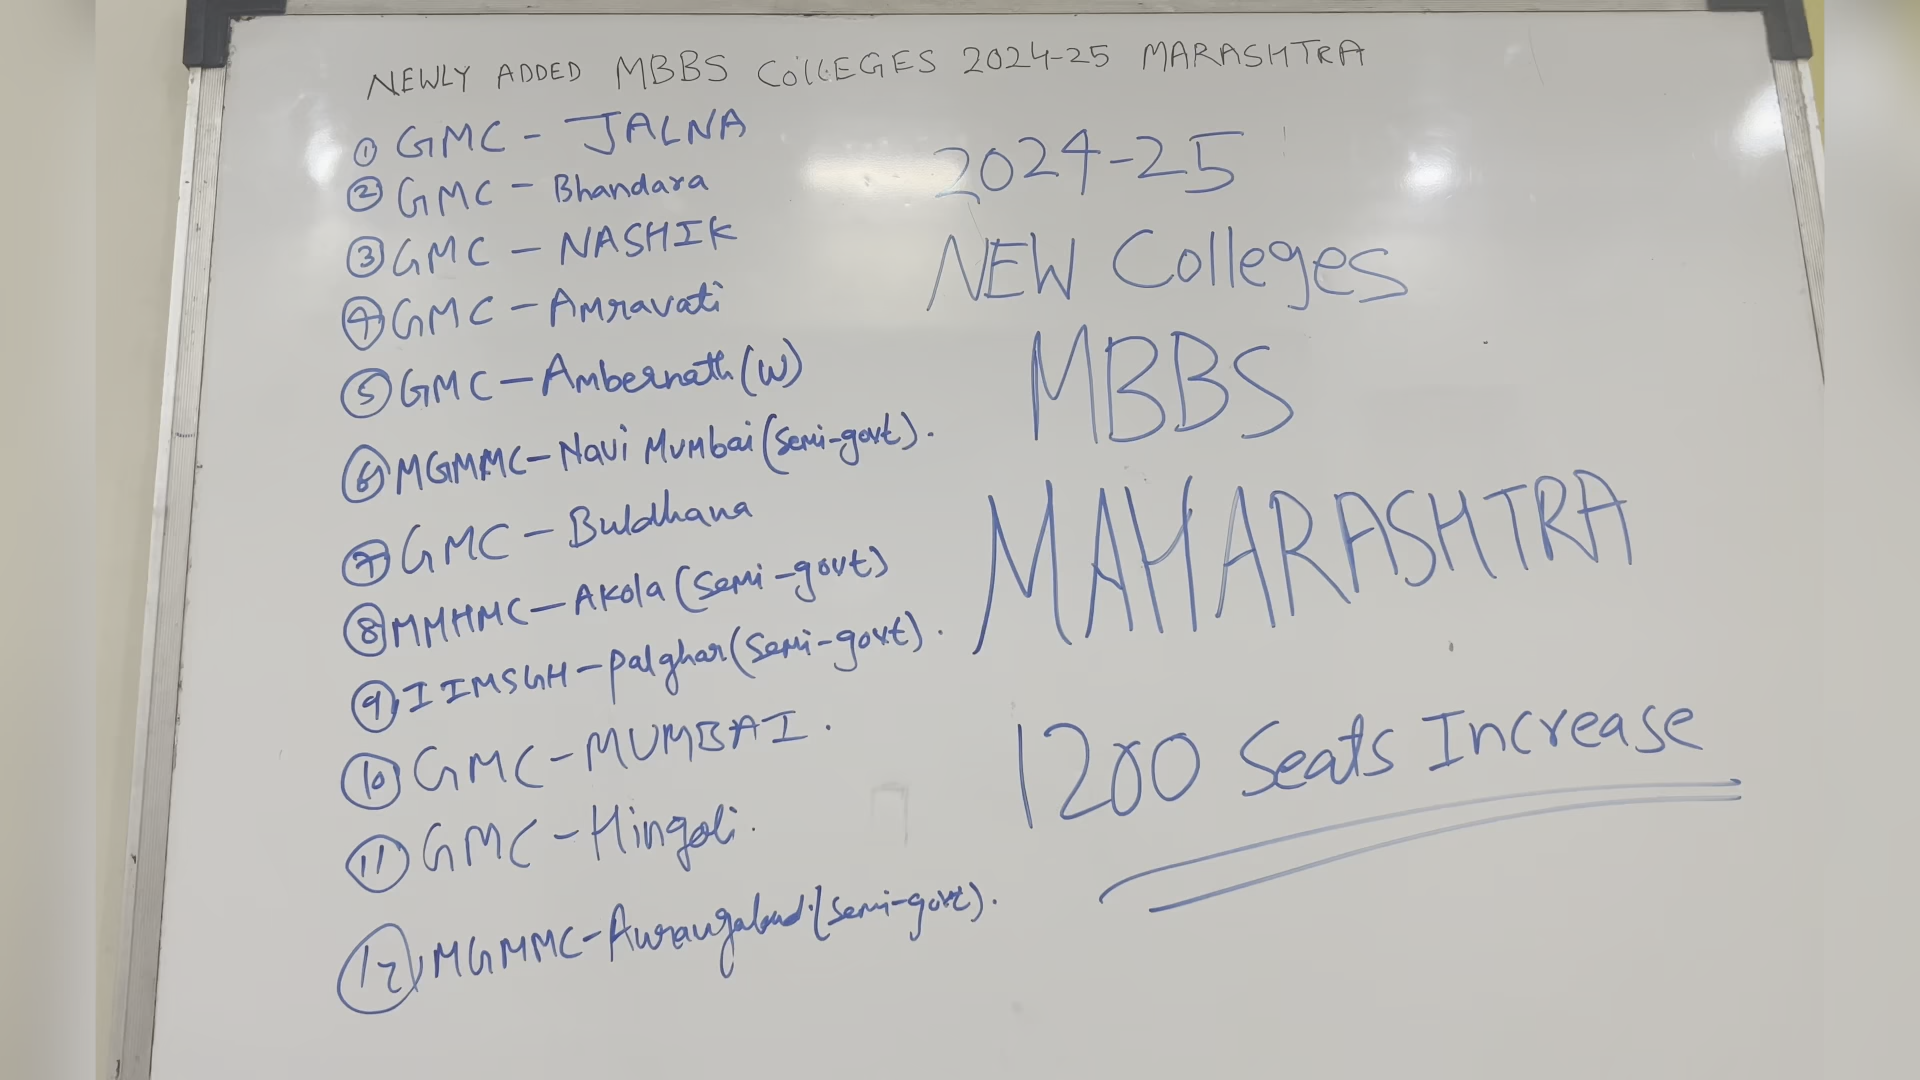 NEWLY ADDED MBBS COLLEGES 2024-25 MARASHTRA
① GMC - JALNA
② GMC - Bhandara
③ GMC - NASHIK
④ GMC - Amravati
⑤ GMC - Ambernath (W)
⑥ MGMMC - Navi Mumbai (Semi-govt).
⑦ GMC - Buldhana
⑧ MMHMC - Akola (Semi-govt)
⑨ IIMSGH - Palghar (Semi-govt).
⑩ GMC - MUMBAI.
⑪ GMC - Hingoli.
⑫ MGMMC - Aurangabad. (Semi-govt).
2024-25
NEW Colleges
MBBS
MAHARASHTRA
1200 Seats Increase